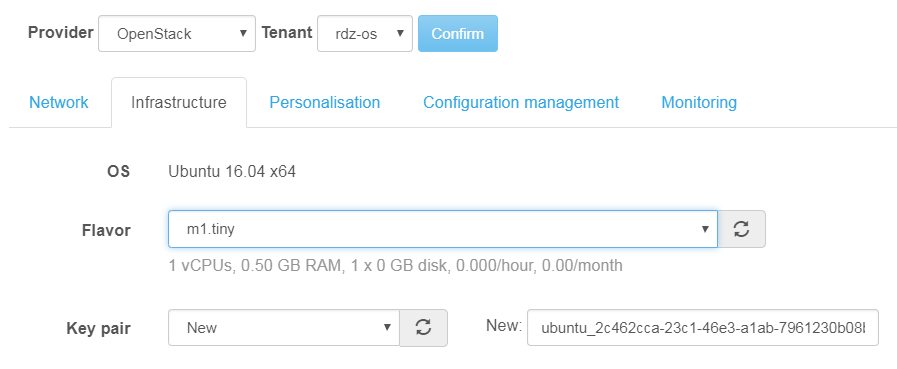 Provider OpenStack Tenant rdz-os Confirm
Network Infrastructure Personalisation Configuration management Monitoring
OS Ubuntu 16.04 x64
Flavor m1.tiny
1 vCPUs, 0.50 GB RAM, 1 x 0 GB disk, 0.000/hour, 0.00/month
Key pair New New: ubuntu_2c462cca-23c1-46e3-a1ab-7961230b08